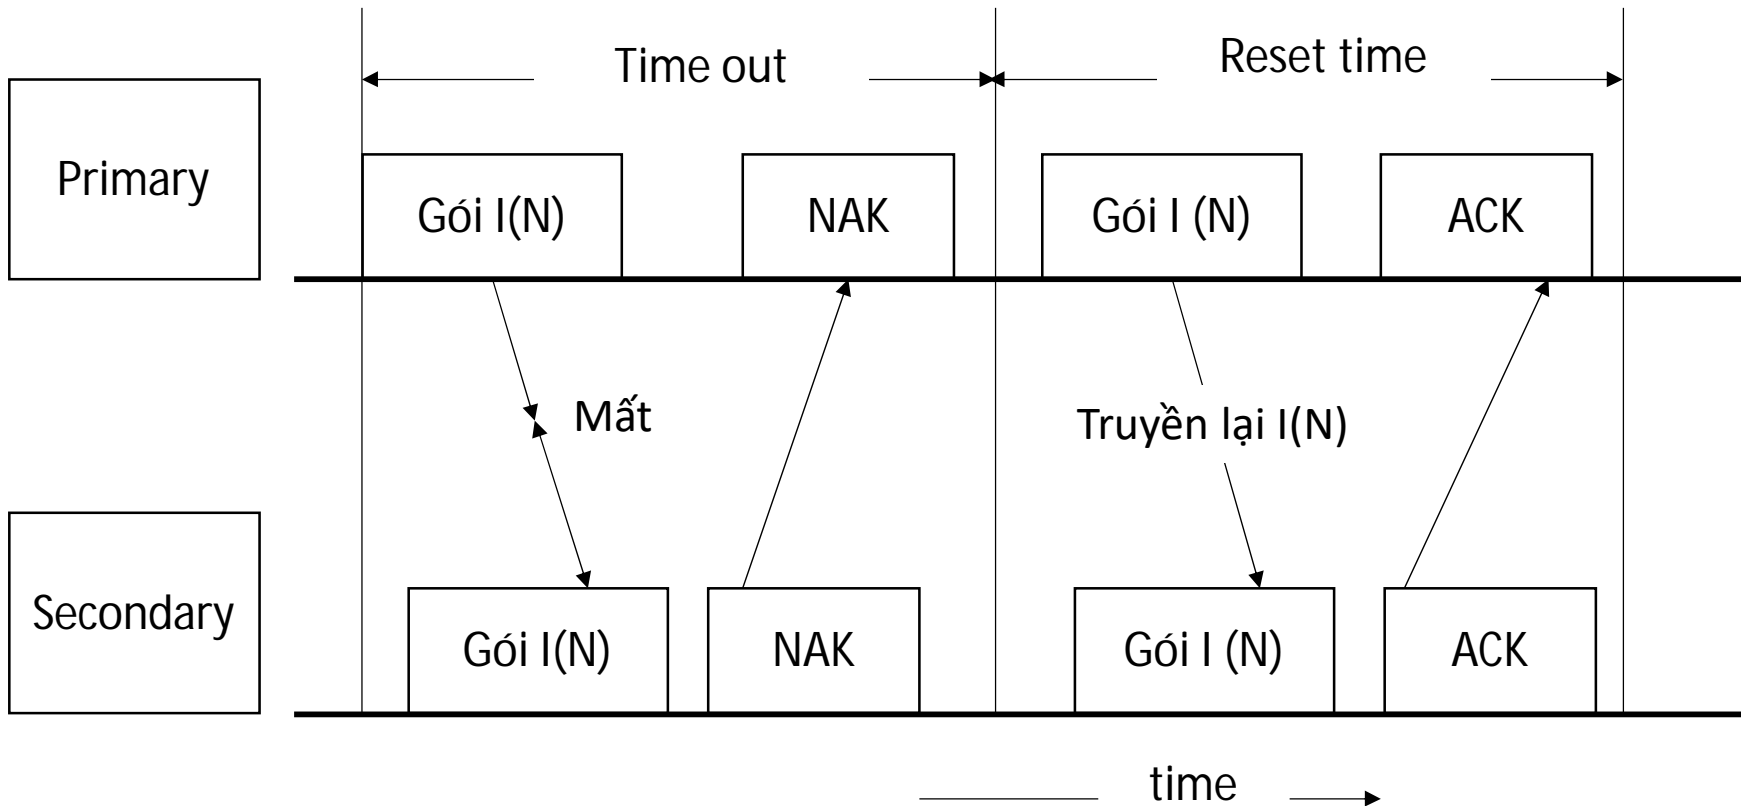 Time out
Reset time
Primary
Gói I(N)
NAK
Gói I (N)
ACK
Mất
Truyền lại I(N)
Secondary
Gói I(N)
NAK
Gói I (N)
ACK
time